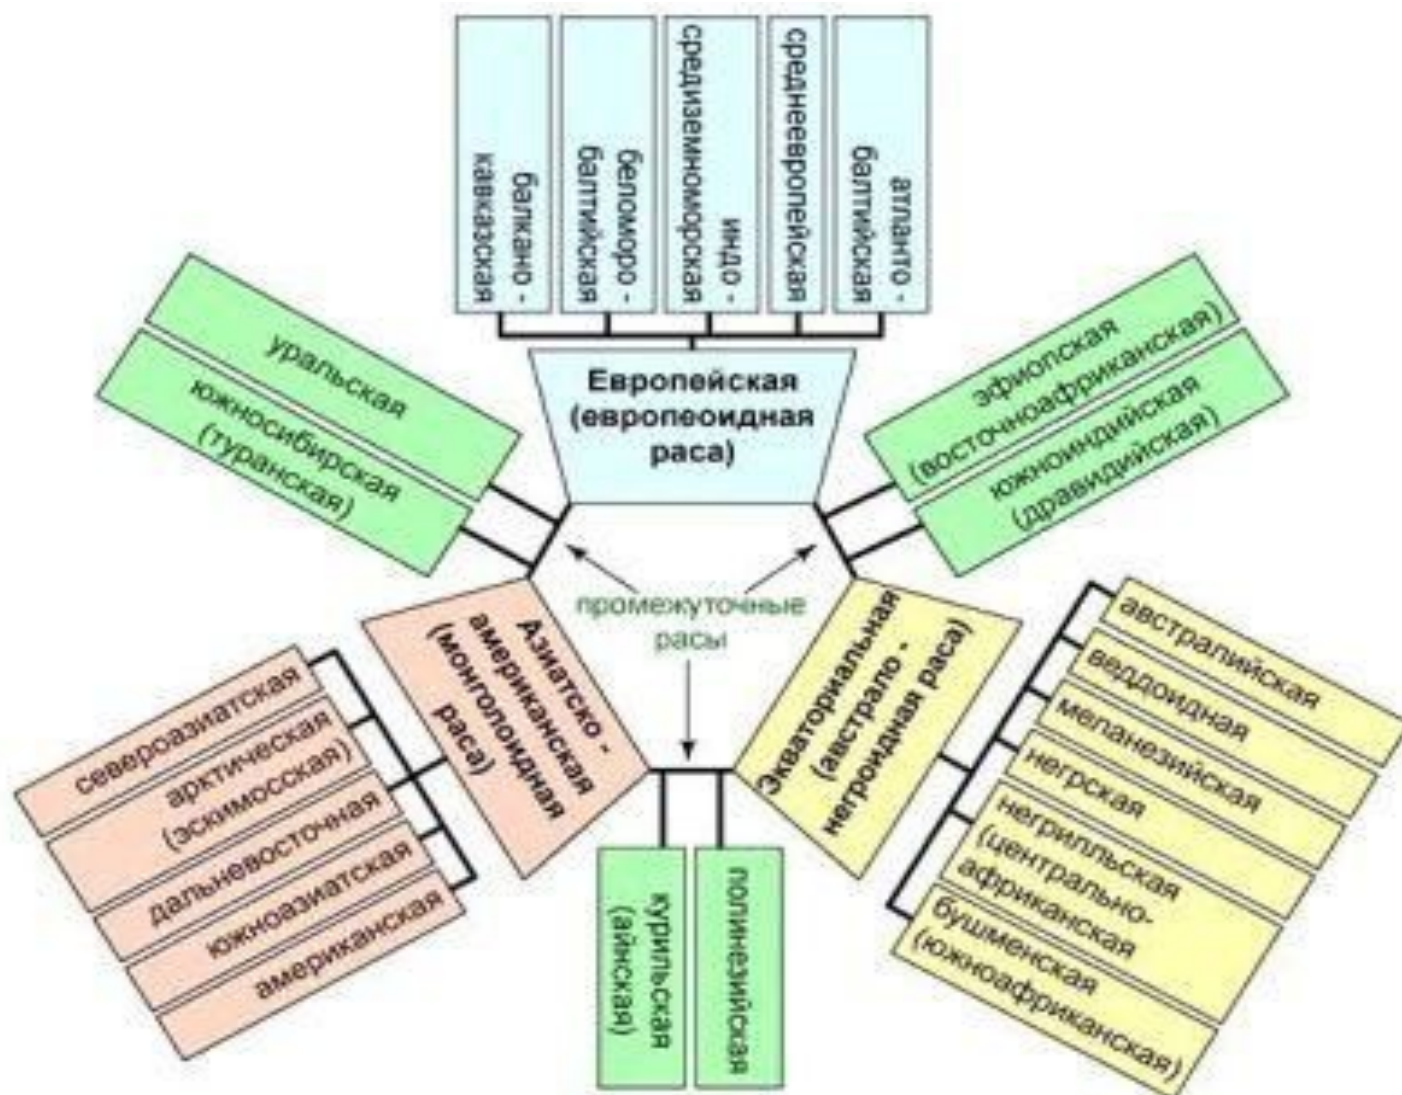 балкано -
кавказская
беломоро -
балтийская
индо -
средиземноморская
среднеевропейская
атланто -
балтийская
Европейская
(европеоидная
раса)
уральская
южносибирская
(туранская)
эфиопская
(восточноафриканская)
южноиндийская
(дравидийская)
промежуточные
расы
Азиатско -
американская
(монголоидная
раса)
Экваториальная
(австрало -
негроидная раса)
североазиатская
арктическая
(эскимосская)
дальневосточная
южноазиатская
американская
курильская
(айнская)
полинезийская
австралийская
веддоидная
меланезийская
негрская
негрилльская
(центрально-
африканская
бушменская
(южноафриканская)